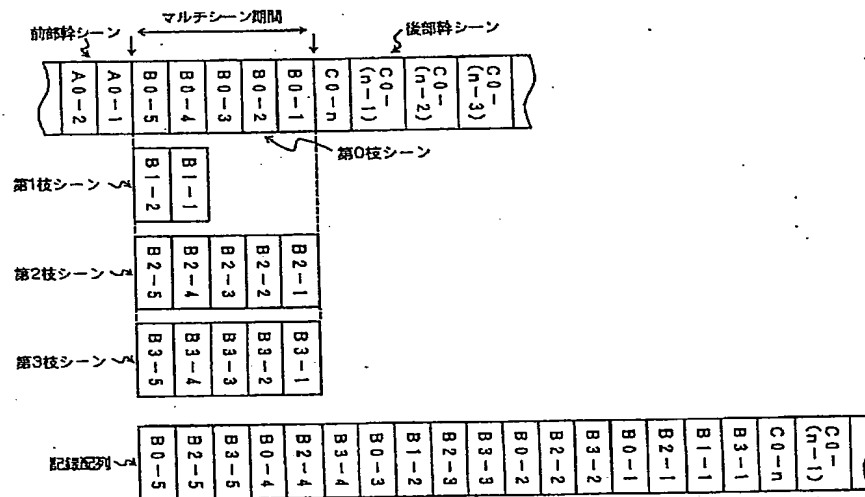 マルチシーン期間
前部幹シーン
後部幹シーン
A0-2 A0-1 B0-5 B0-4 B0-3 B0-2 B0-1 C0-n C0-(n-1) C0-(n-2) C0-(n-3)
第0枝シーン
第1枝シーン
B1-2 B1-1
第2枝シーン
B2-5 B2-4 B2-3 B2-2 B2-1
第3枝シーン
B3-5 B3-4 B3-3 B3-2 B3-1
記録配列
B0-5 B2-5 B3-5 B0-4 B2-4 B3-4 B0-3 B1-2 B2-3 B3-3 B0-2 B2-2 B3-2 B0-1 B2-1 B1-1 B3-1 C0-n C0-(n-1)